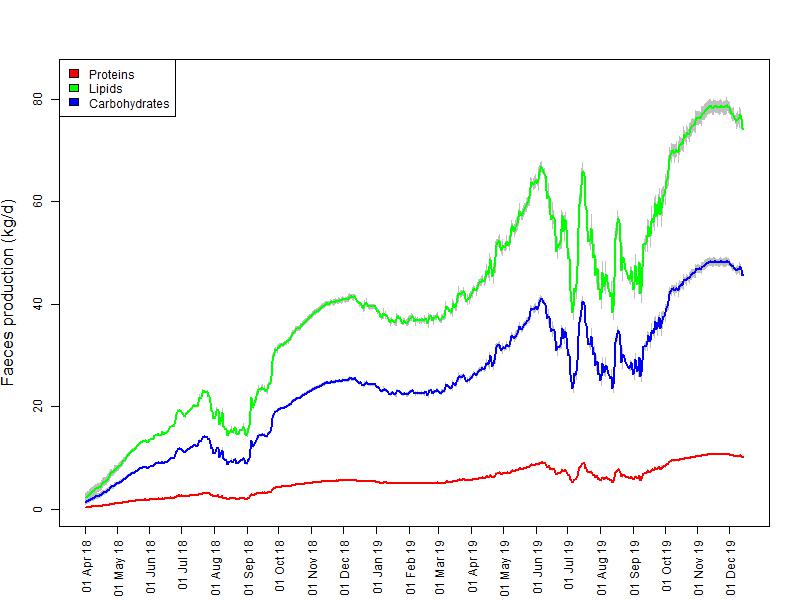 Proteins
Lipids
Carbohydrates
Faeces production (kg/d)
80
60
40
20
0
01 Apr 18
01 May 18
01 Jun 18
01 Jul 18
01 Aug 18
01 Sep 18
01 Oct 18
01 Nov 18
01 Dec 18
01 Jan 19
01 Feb 19
01 Mar 19
01 Apr 19
01 May 19
01 Jun 19
01 Jul 19
01 Aug 19
01 Sep 19
01 Oct 19
01 Nov 19
01 Dec 19